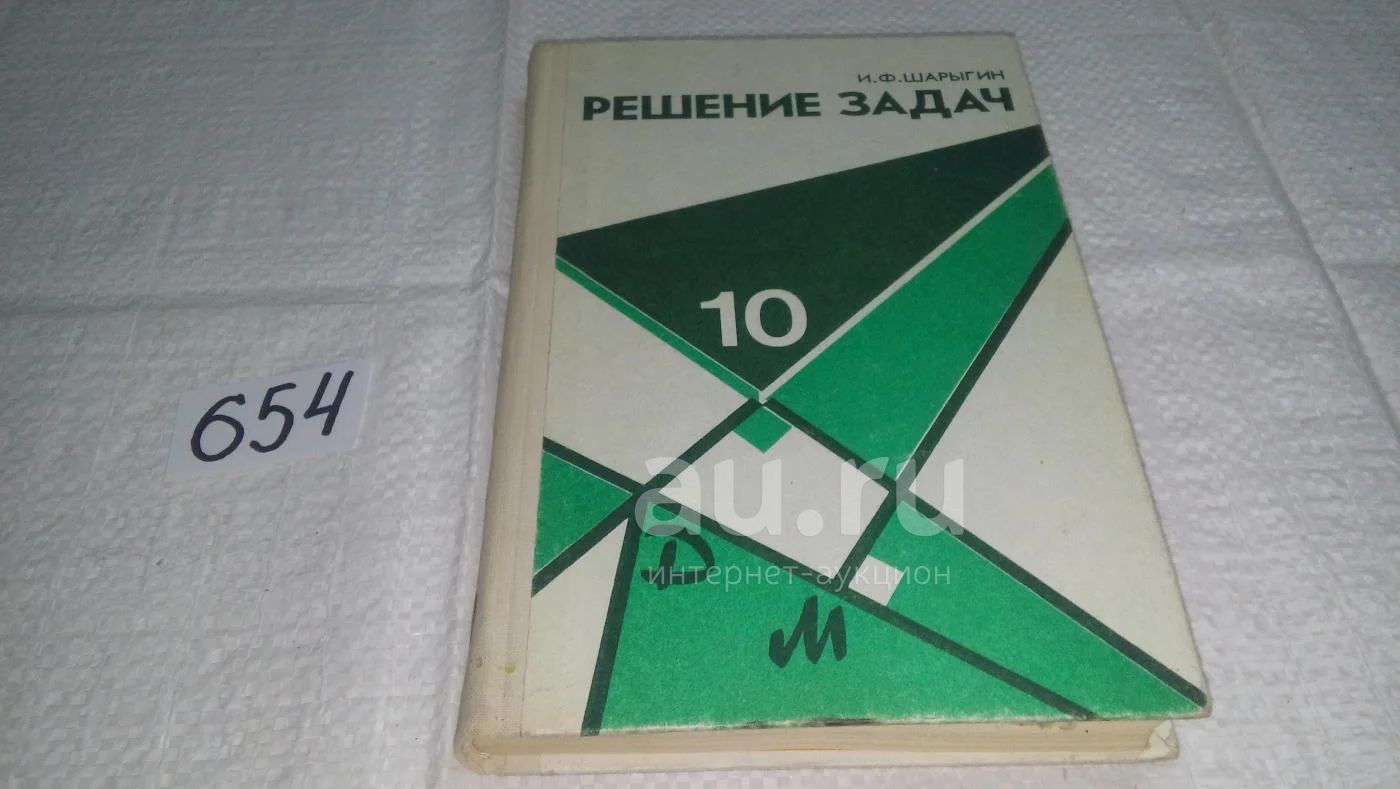 И.Ф.ШАРЫГИН
РЕШЕНИЕ ЗАДАЧ
10
654
au.ru
интернет-аукцион
D
М